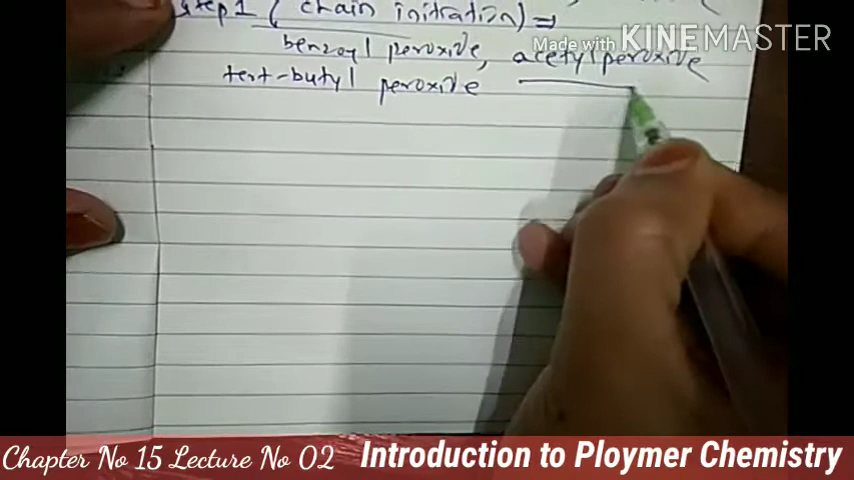 step 1 ( chain initiation) ⇒
Made with KINEMASTER
benzoyl peroxide, acetyl peroxide
tert-butyl peroxide
Chapter No 15 Lecture No 02 Introduction to Ploymer Chemistry